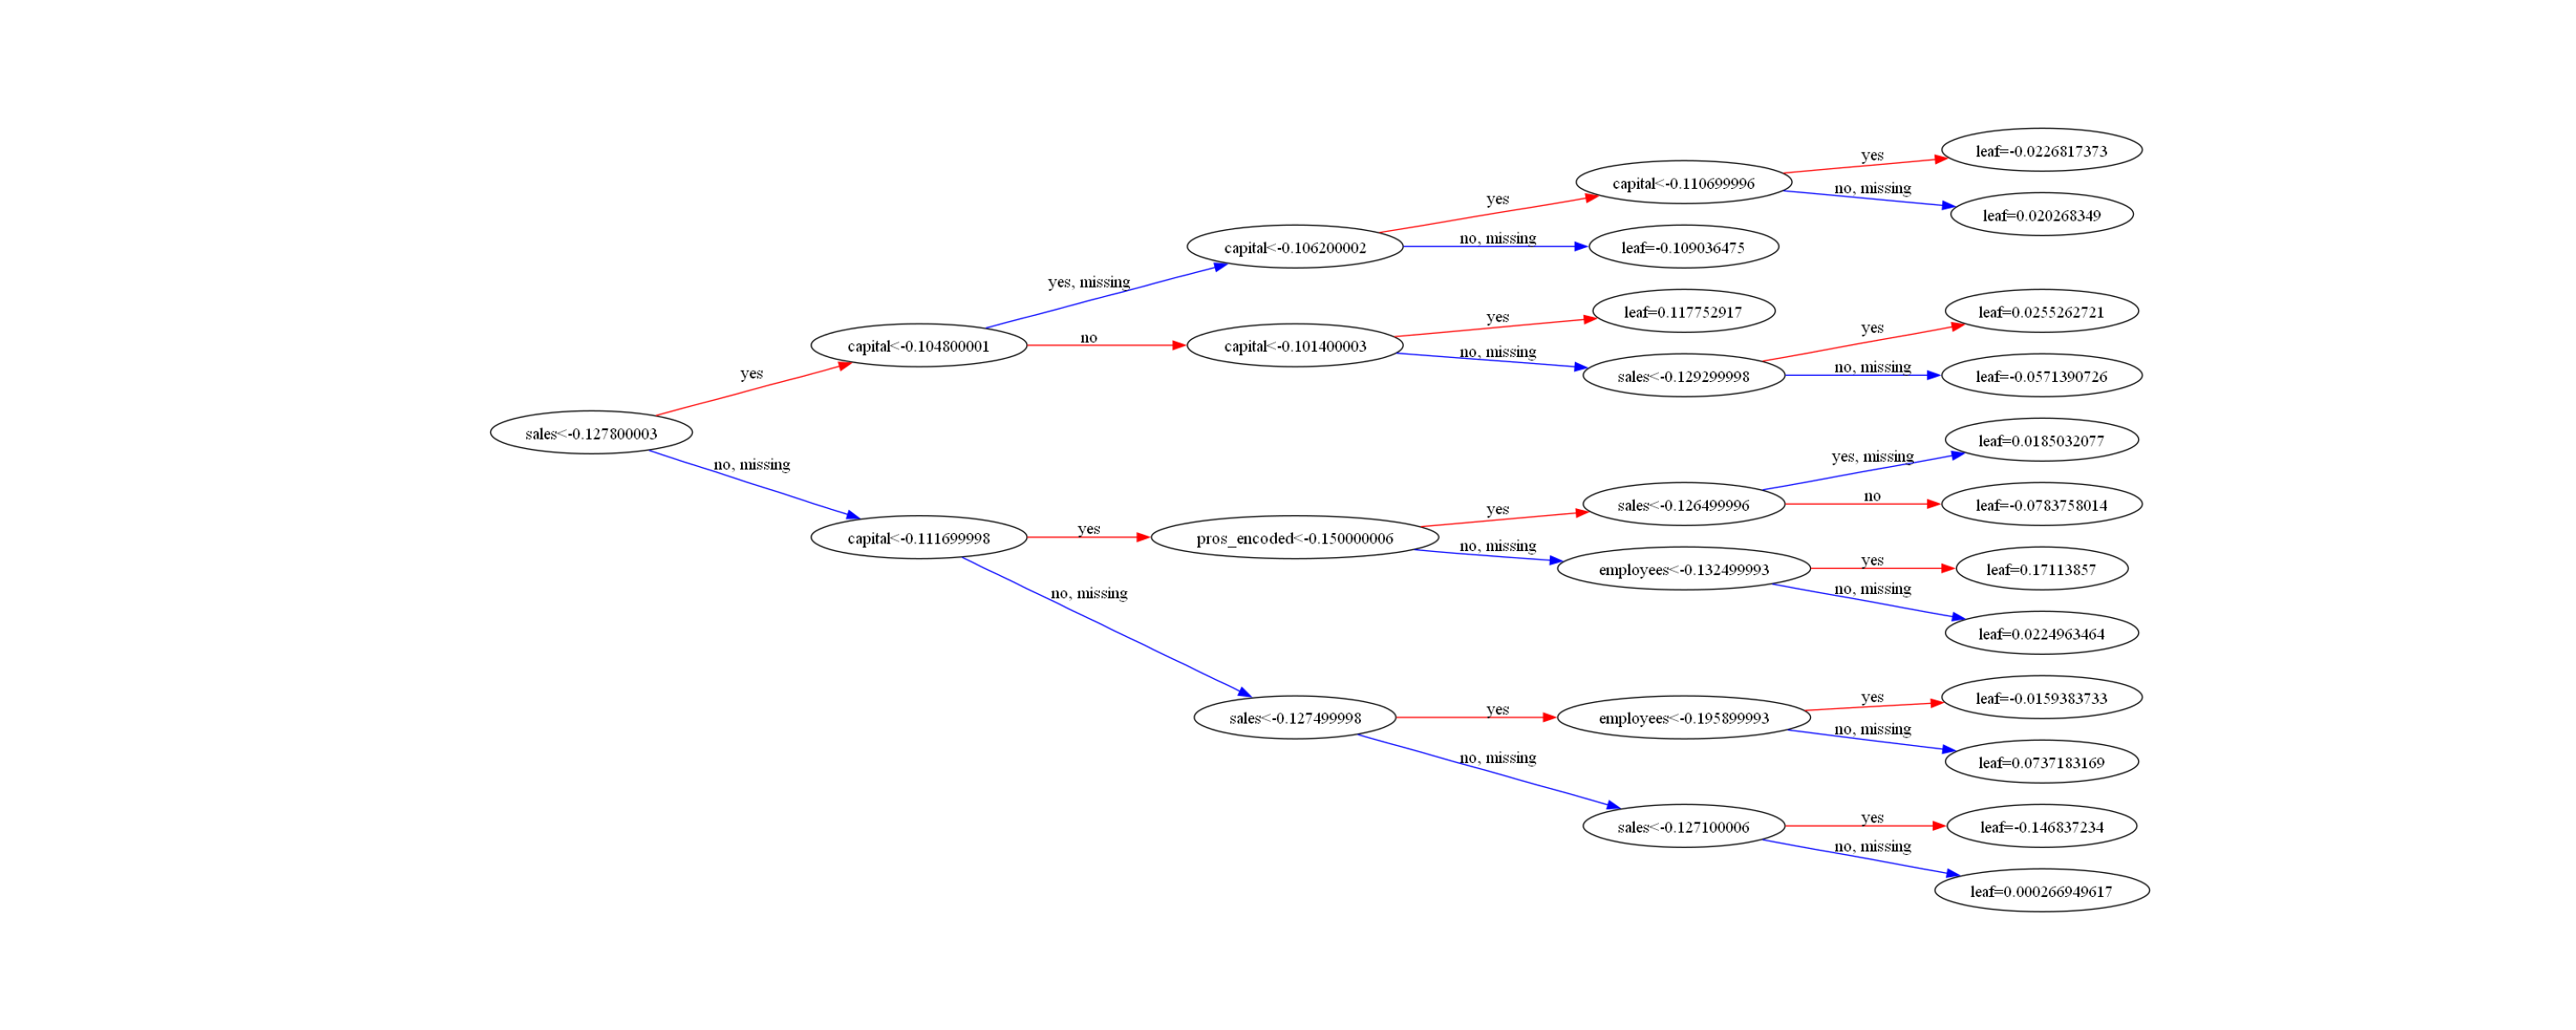 yes
leaf=-0.0226817373
capital<-0.110699996
no, missing
leaf=0.020268349
yes
capital<-0.106200002
no, missing
leaf=-0.109036475
yes, missing
yes
leaf=0.117752917
leaf=0.0255262721
yes
capital<-0.104800001
no
capital<-0.101400003
no, missing
sales<-0.129299998
no, missing
leaf=-0.0571390726
yes
sales<-0.127800003
no, missing
leaf=0.0185032077
yes, missing
sales<-0.126499996
no
leaf=-0.0783758014
yes
capital<-0.111699998
yes
pros_encoded<-0.150000006
no, missing
employees<-0.132499993
yes
leaf=0.17113857
no, missing
leaf=0.0224963464
no, missing
yes
leaf=-0.0159383733
sales<-0.127499998
yes
employees<-0.195899993
no, missing
leaf=0.0737183169
no, missing
sales<-0.127100006
yes
leaf=-0.146837234
no, missing
leaf=0.000266949617